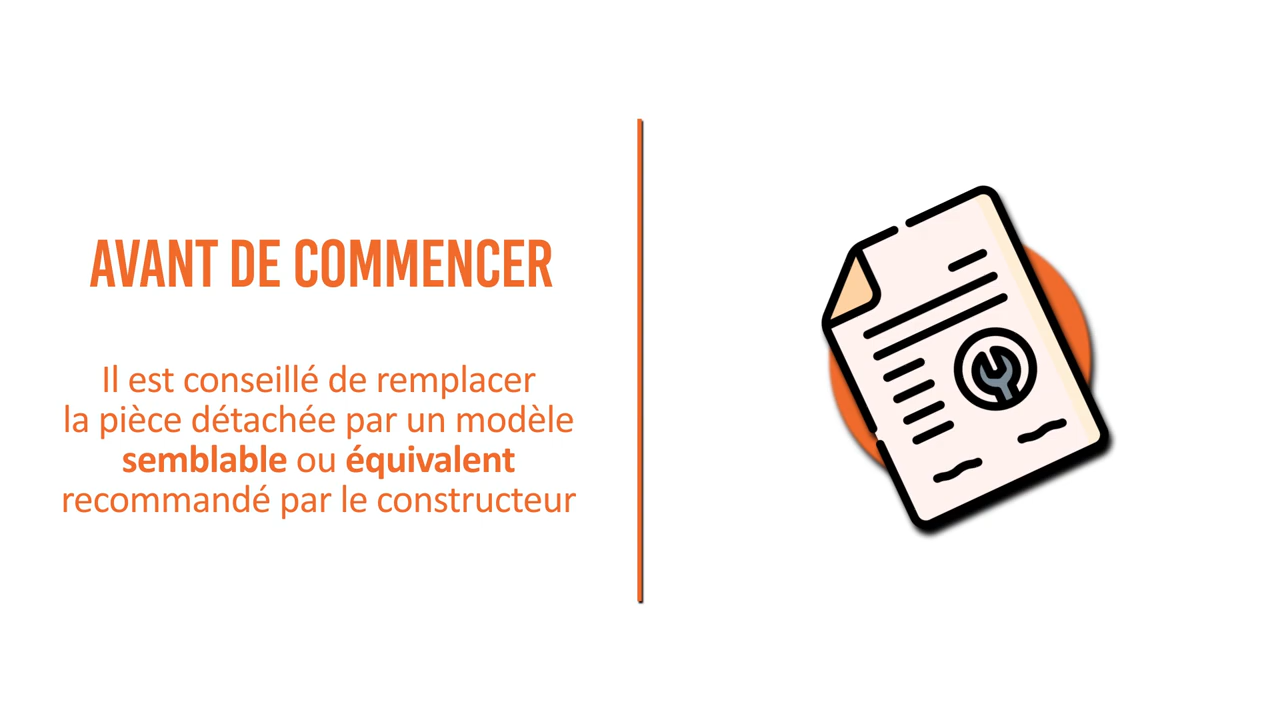 AVANT DE COMMENCER
Il est conseillé de remplacer
la pièce détachée par un modèle
semblable ou équivalent
recommandé par le constructeur